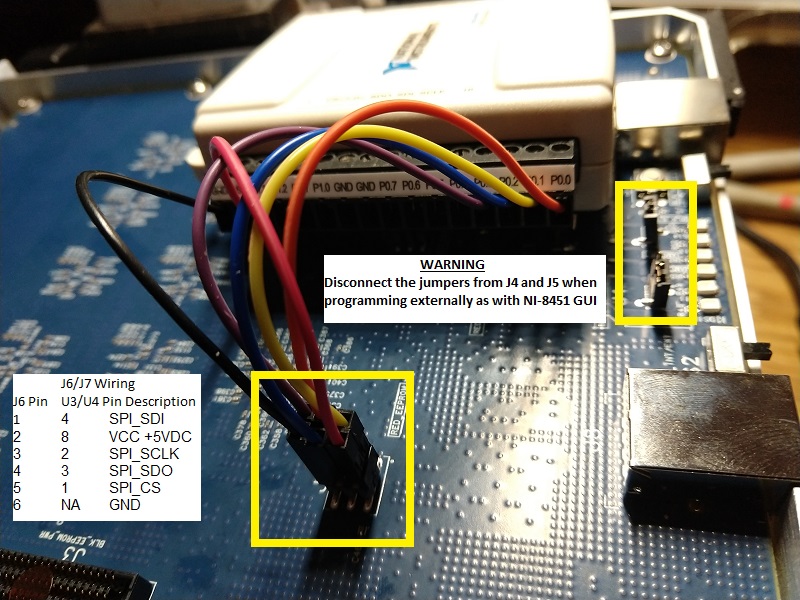 P1.0 GND GND P0.7 P0.6 P0.2 P0.1 P0.0
WARNING
Disconnect the jumpers from J4 and J5 when
programming externally as with NI-8451 GUI
J6/J7 Wiring
J6 Pin U3/U4 Pin Description
1 4 SPI_SDI
2 8 VCC +5VDC
3 2 SPI_SCLK
4 3 SPI_SDO
5 1 SPI_CS
6 NA GND
RED_EEPROM
J3
BLK_EEPROM_PWR